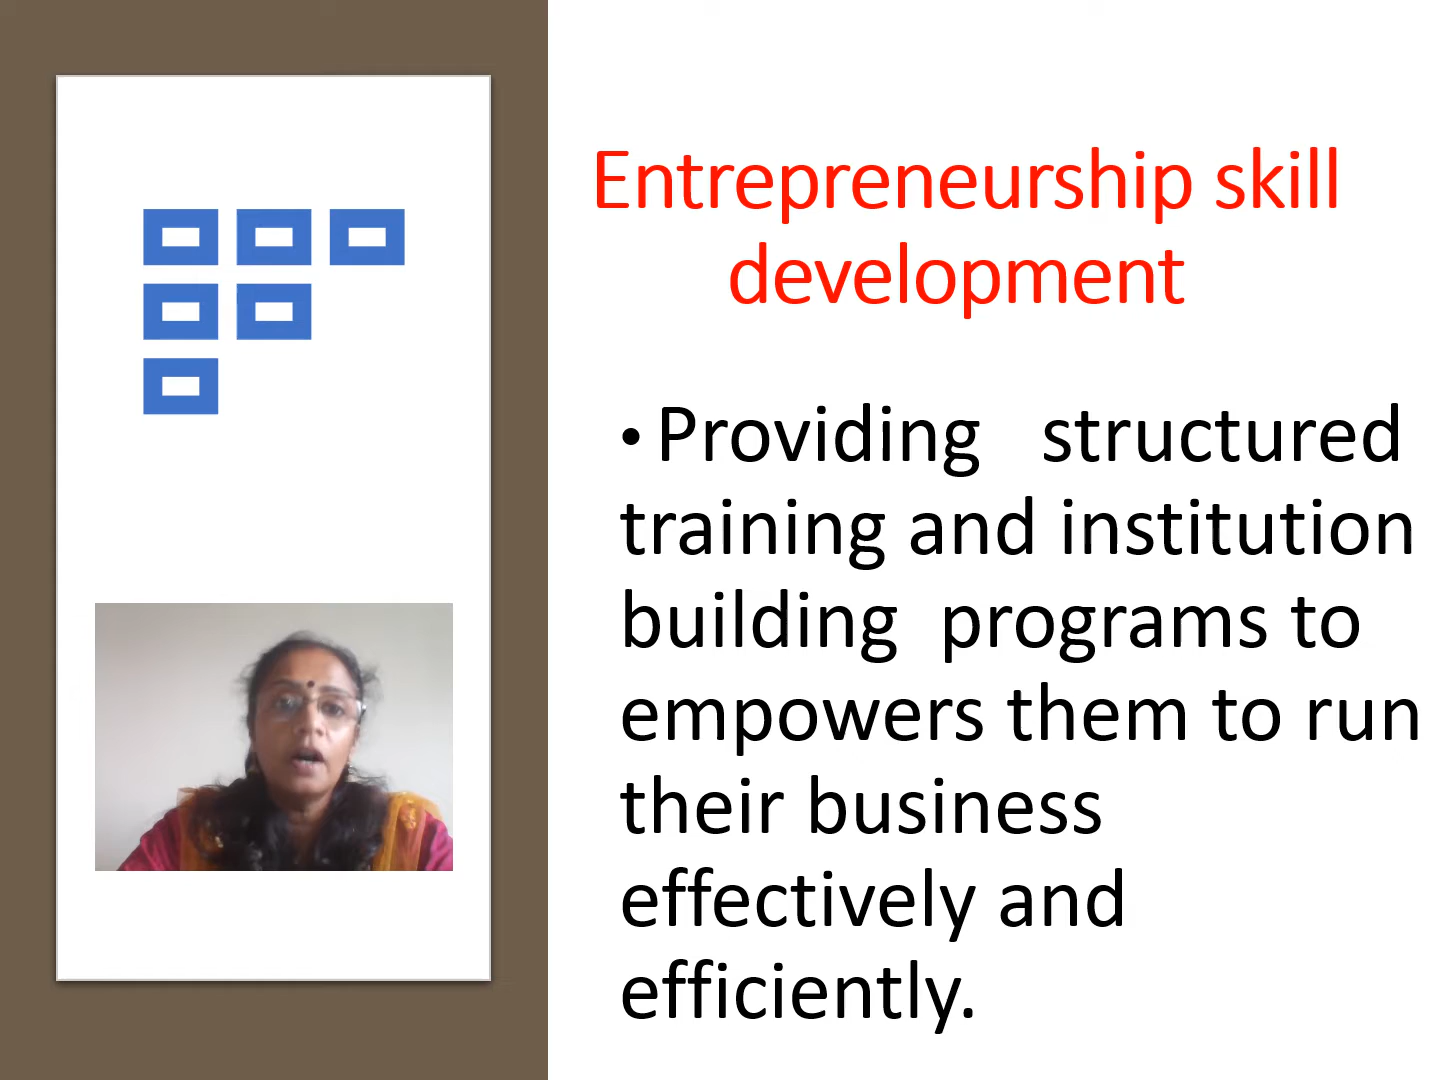 Entrepreneurship skill
development
• Providing structured
training and institution
building programs to
empowers them to run
their business
effectively and
efficiently.